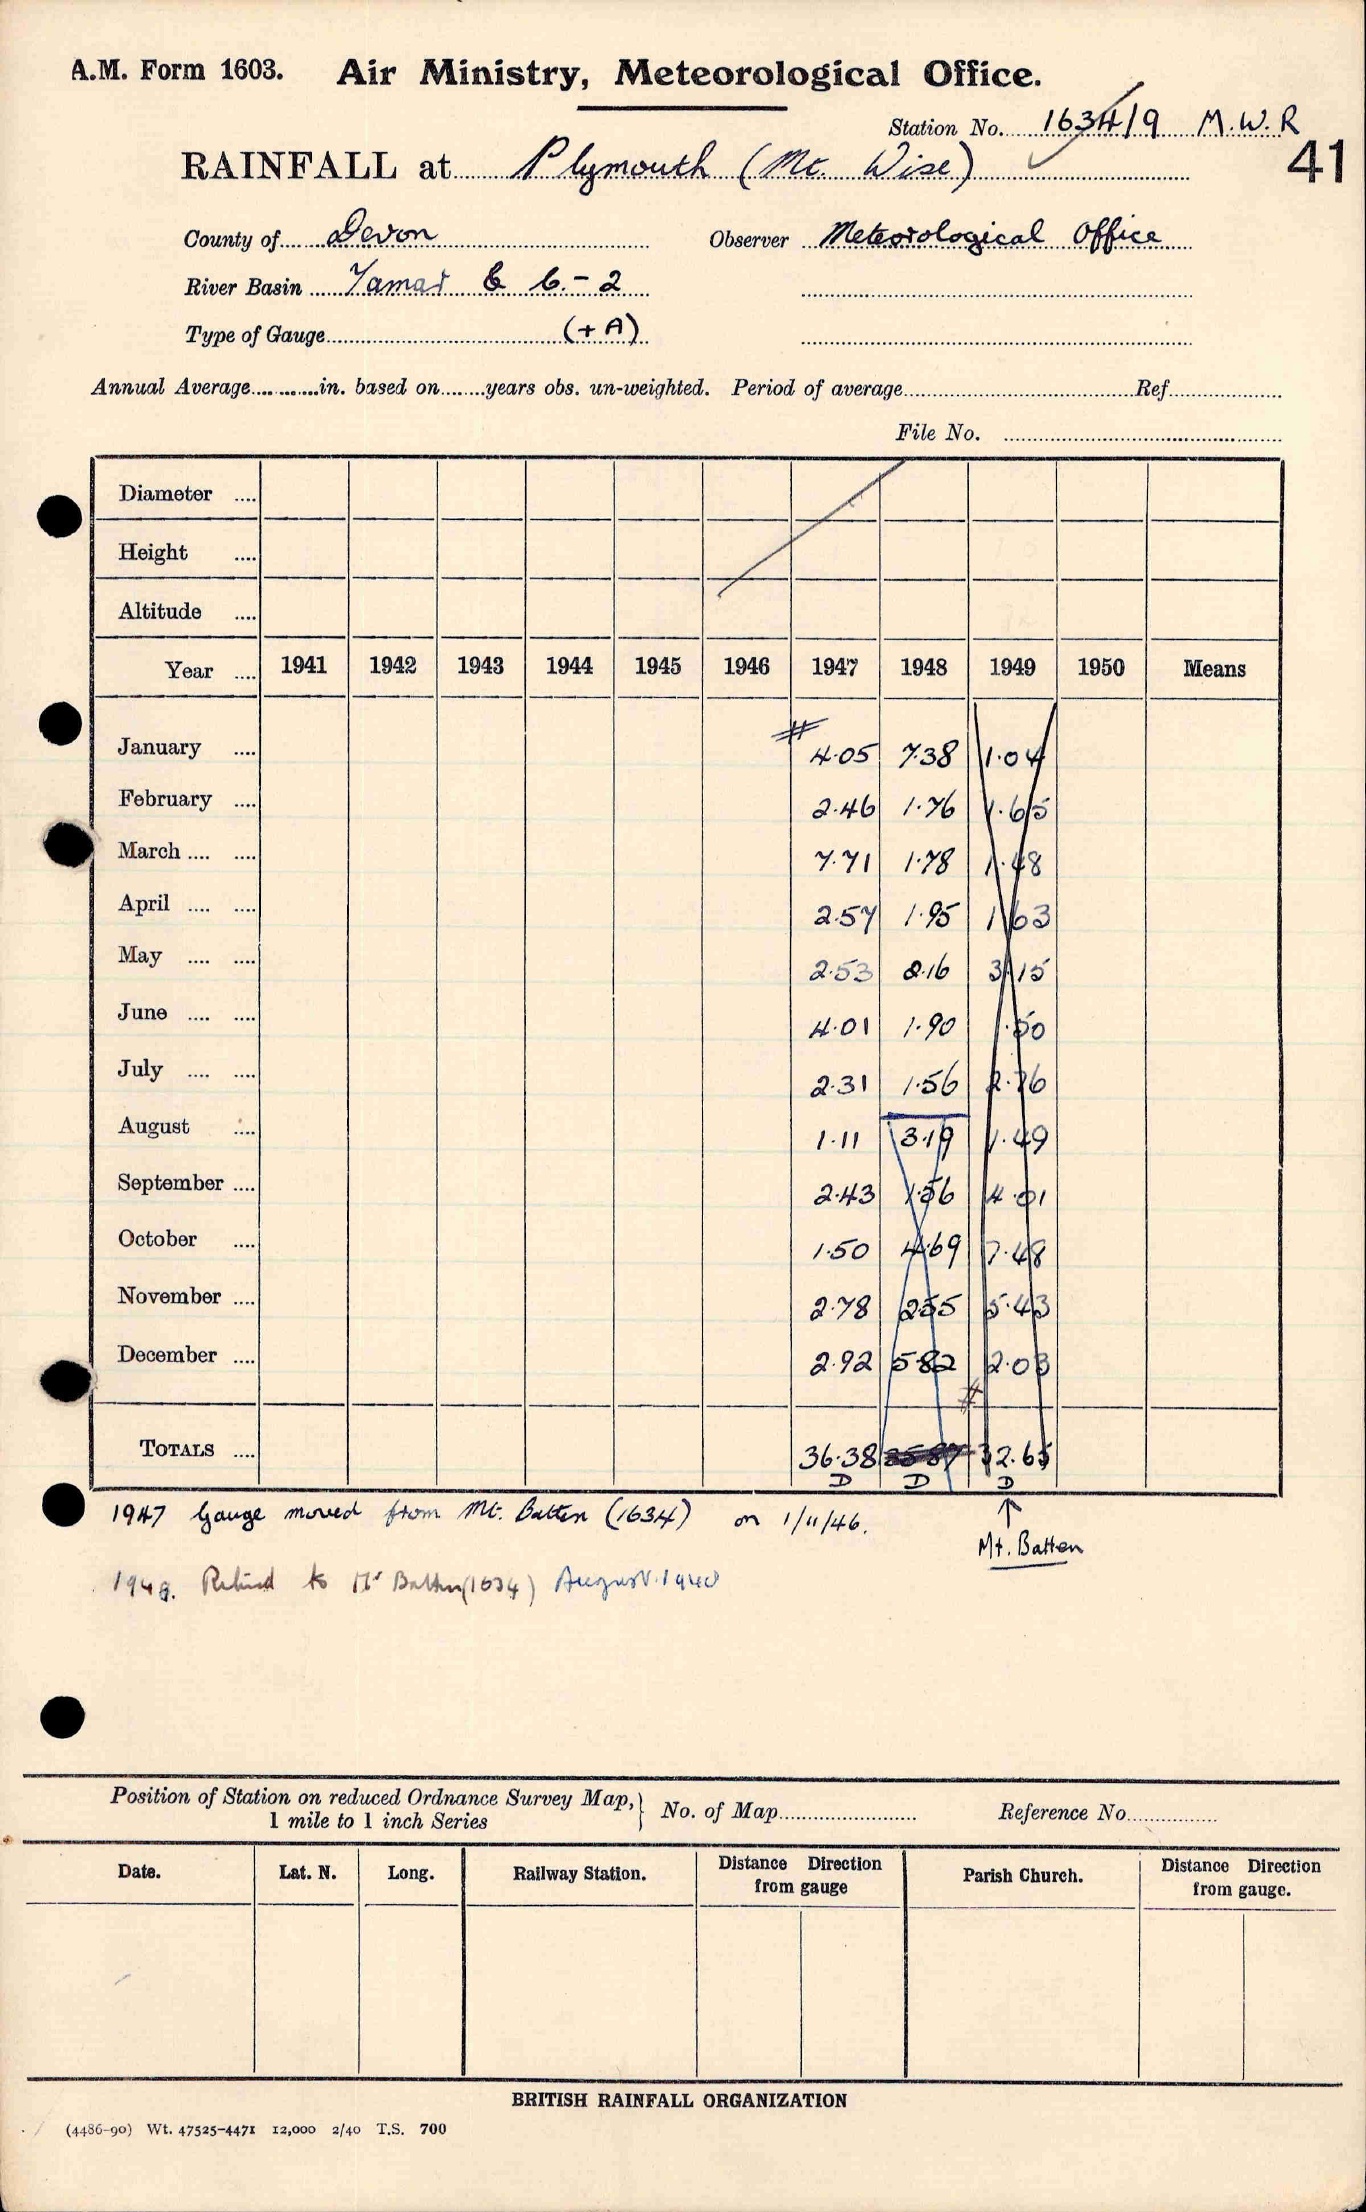 A.M. Form 1603. Air Ministry, Meteorological Office.
Station No. 1634/9 M.W.R
41
RAINFALL at Plymouth (Mt. Wise)
County of Devon Observer Meteorological Office
River Basin Tamar & C. - 2
Type of Gauge (+A)
Annual Average in. based on years obs. un-weighted. Period of average Ref
File No.
Diameter
Height
Altitude
Year 1941 1942 1943 1944 1945 1946 1947 1948 1949 1950 Means
#
January 4.05 7.38 1.04
February 2.46 1.76 1.65
March 7.71 1.78 1.48
April 2.57 1.95 1.63
May 2.53 2.16 3.15
June 4.01 1.90 .50
July 2.31 1.56 2.76
August 1.11 3.19 1.49
September 2.43 1.56 4.01
October 1.50 4.69 7.48
November 2.78 2.55 5.43
December 2.92 5.82 2.03
#
TOTALS 36.38 32.65
D D D
1947 Gauge moved from Mt. Batten (1634) on 1/11/46.
↑
Mt. Batten
1948. to Mt Batten (1634) August 1948
Position of Station on reduced Ordnance Survey Map, 1 mile to 1 inch Series } No. of Map Reference No.
Date. Lat. N. Long. Railway Station. Distance Direction from gauge Parish Church. Distance Direction from gauge.
BRITISH RAINFALL ORGANIZATION
(4486-90) Wt. 47525-4471 12,000 2/40 T.S. 700